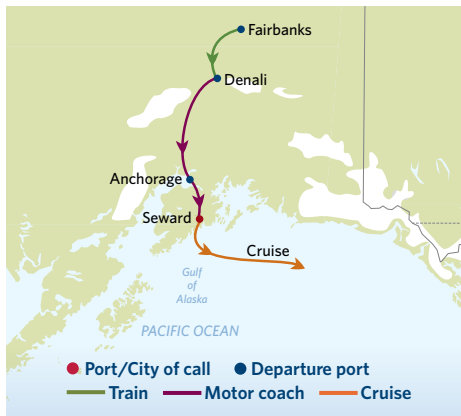 Fairbanks
Denali
Anchorage
Seward
Cruise
Gulf
of
Alaska
PACIFIC OCEAN
Port/City of call Departure port
Train Motor coach Cruise